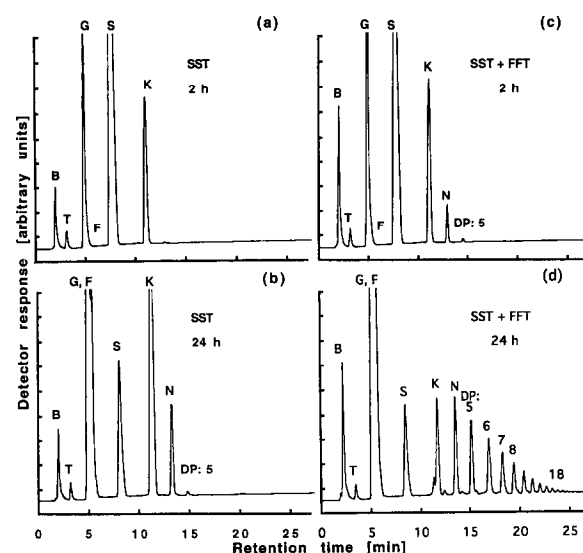 Detector response [arbitrary units]
(a)
SST
2 h
B
T
G
F
S
K
(c)
SST + FFT
2 h
B
T
G
F
S
K
N
DP: 5
(b)
SST
24 h
B
T
G, F
S
K
N
DP: 5
0 5 10 15 20 25
(d)
SST + FFT
24 h
B
T
G, F
S
K
N
DP:
5
6
7
8
18
0 5 10 15 20 25
Retention time [min]